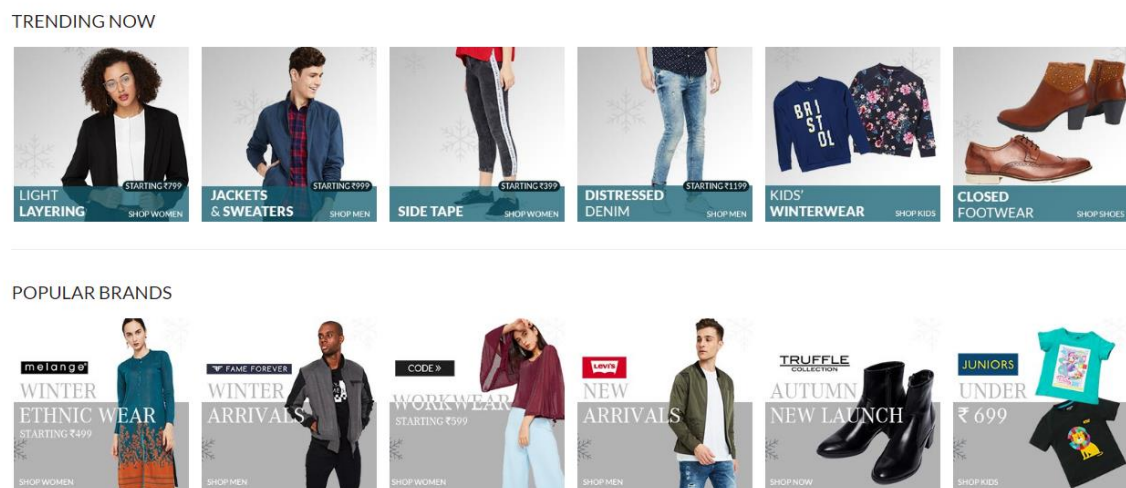 TRENDING NOW
LIGHT
LAYERING
STARTING ₹799
SHOP WOMEN
JACKETS
& SWEATERS
STARTING ₹999
SHOP MEN
SIDE TAPE
STARTING ₹399
SHOP WOMEN
DISTRESSED
DENIM
STARTING ₹1199
SHOP MEN
BRI
ST
OL
KIDS'
WINTERWEAR
SHOP KIDS
CLOSED
FOOTWEAR
SHOP SHOES
POPULAR BRANDS
melange®
WINTER
ETHNIC WEAR
STARTING ₹499
SHOP WOMEN
FAME FOREVER
WINTER
ARRIVALS
SHOP MEN
CODE »
WORKWEAR
STARTING ₹599
SHOP WOMEN
Levi's
NEW
ARRIVALS
SHOP MEN
TRUFFLE
COLLECTION
AUTUMN
NEW LAUNCH
SHOP NOW
JUNIORS
UNDER
₹ 699
SHOP KIDS